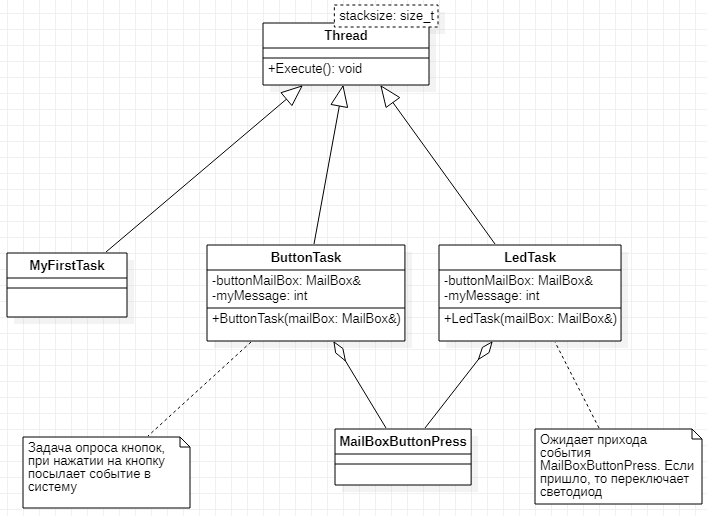 stacksize: size_t
Thread
+Execute(): void
MyFirstTask
ButtonTask
-buttonMailBox: MailBox&
-myMessage: int
+ButtonTask(mailBox: MailBox&)
LedTask
-buttonMailBox: MailBox&
-myMessage: int
+LedTask(mailBox: MailBox&)
Задача опроса кнопок,
при нажатии на кнопку
посылает событие в
систему
MailBoxButtonPress
Ожидает прихода
события
MailBoxButtonPress. Если
пришло, то переключает
светодиод